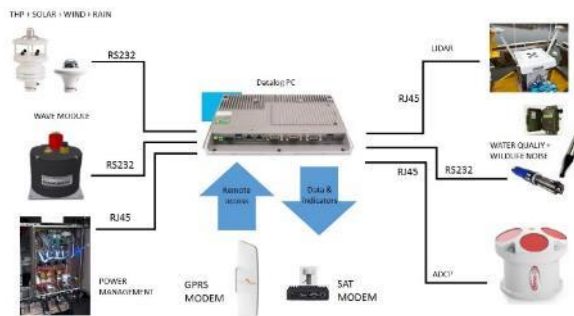 THP + SOLAR + WIND + RAIN
RS232
Datalog PC
LIDAR
RJ45
WAVE MODULE
RS232
WATER QUALIY +
WILDLIFE NOISE
RS232
RJ45
RJ45
Remote
access
Data &
Indicators
POWER
MANAGEMENT
GPRS
MODEM
SAT
MODEM
ADCP